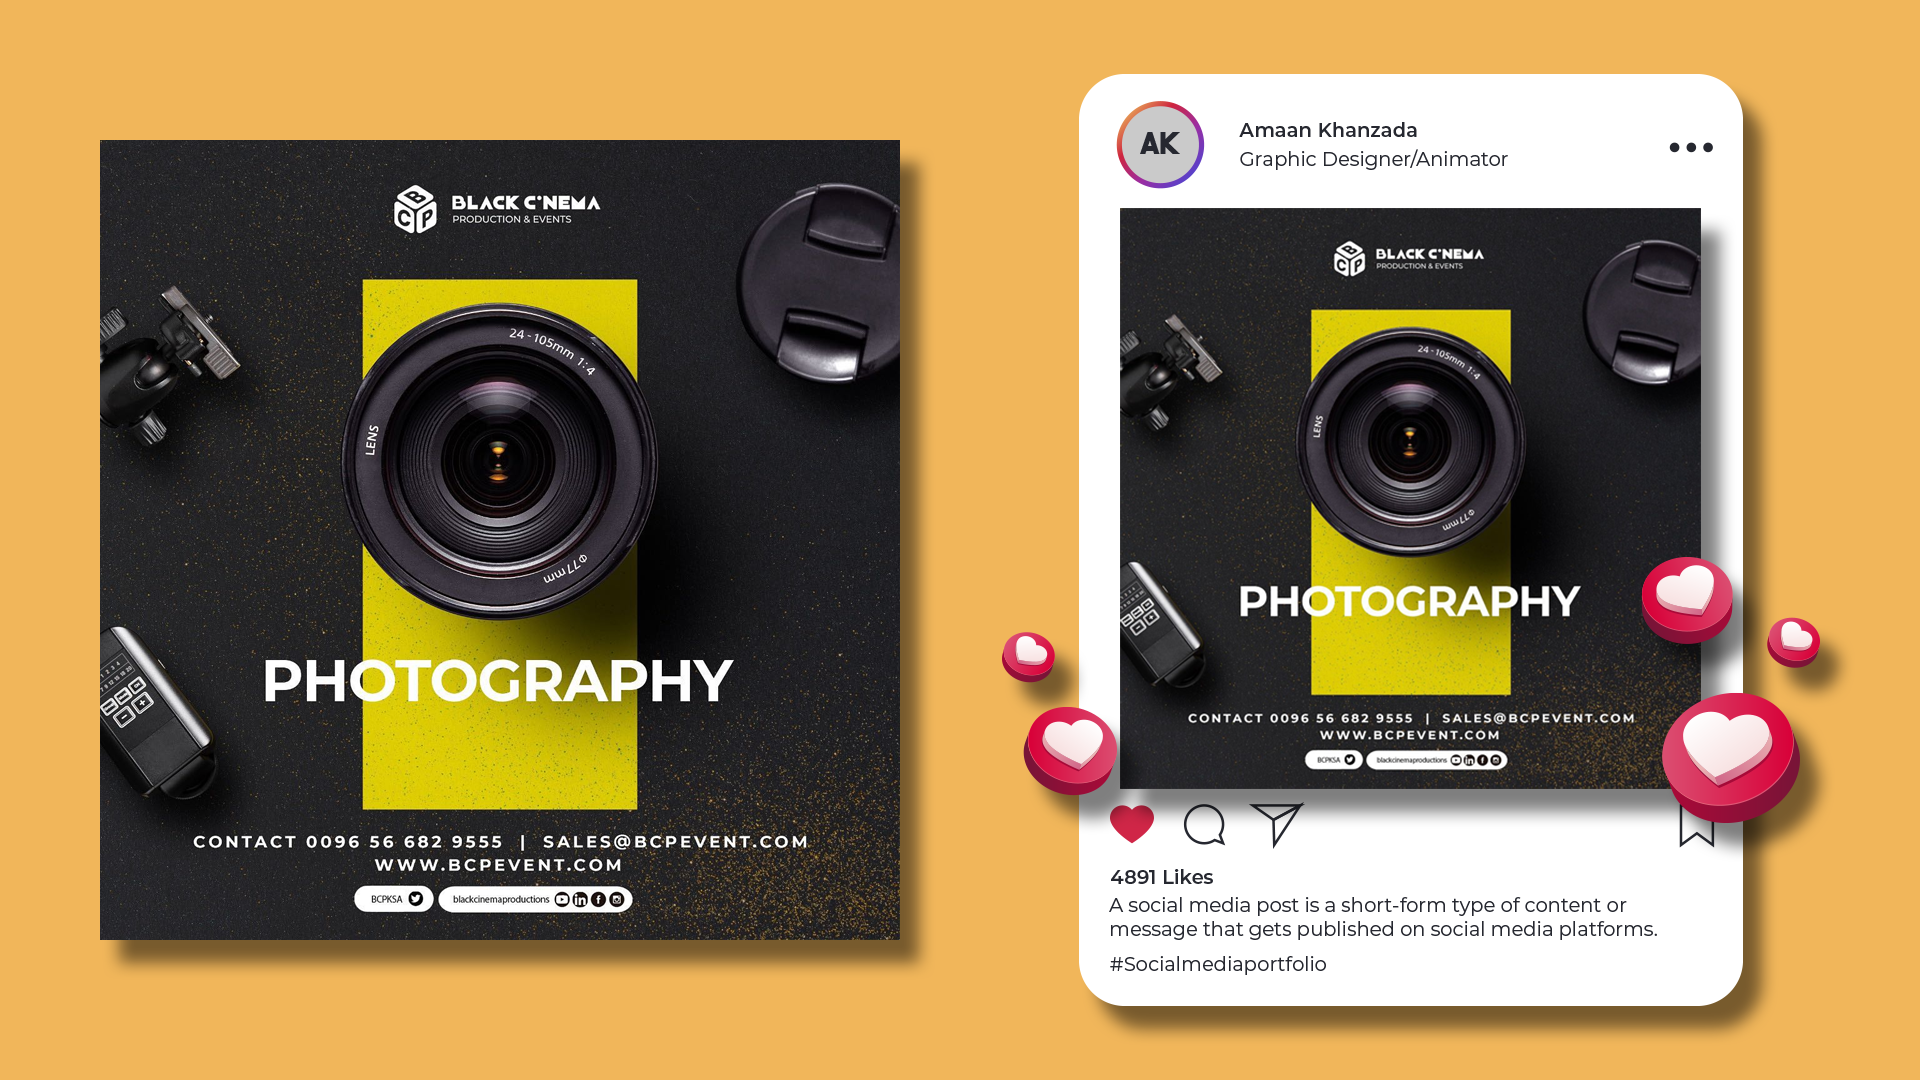 BCP
BLACK C'NEMA
PRODUCTION & EVENTS
24-105mm 1:4
LENS
Φ77mm
PHOTOGRAPHY
CONTACT 0096 56 682 9555 | SALES@BCPEVENT.COM
WWW.BCPEVENT.COM
BCPKSA
blackcinemaproductions
AK
Amaan Khanzada
Graphic Designer/Animator
BCP
BLACK C'NEMA
PRODUCTION & EVENTS
24-105mm 1:4
LENS
Φ77mm
PHOTOGRAPHY
CONTACT 0096 56 682 9555 | SALES@BCPEVENT.COM
WWW.BCPEVENT.COM
BCPKSA
blackcinemaproductions
4891 Likes
A social media post is a short-form type of content or
message that gets published on social media platforms.
#Socialmediaportfolio